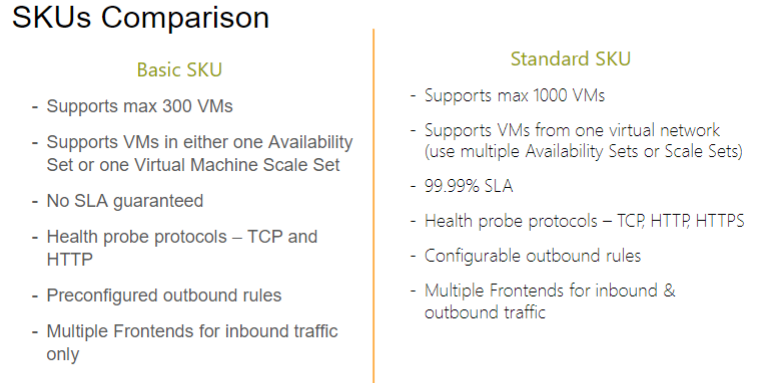 SKUs Comparison
Basic SKU
- Supports max 300 VMs
- Supports VMs in either one Availability
Set or one Virtual Machine Scale Set
- No SLA guaranteed
- Health probe protocols – TCP and
HTTP
- Preconfigured outbound rules
- Multiple Frontends for inbound traffic
only
Standard SKU
- Supports max 1000 VMs
- Supports VMs from one virtual network
(use multiple Availability Sets or Scale Sets)
- 99.99% SLA
- Health probe protocols – TCP, HTTP, HTTPS
- Configurable outbound rules
- Multiple Frontends for inbound &
outbound traffic